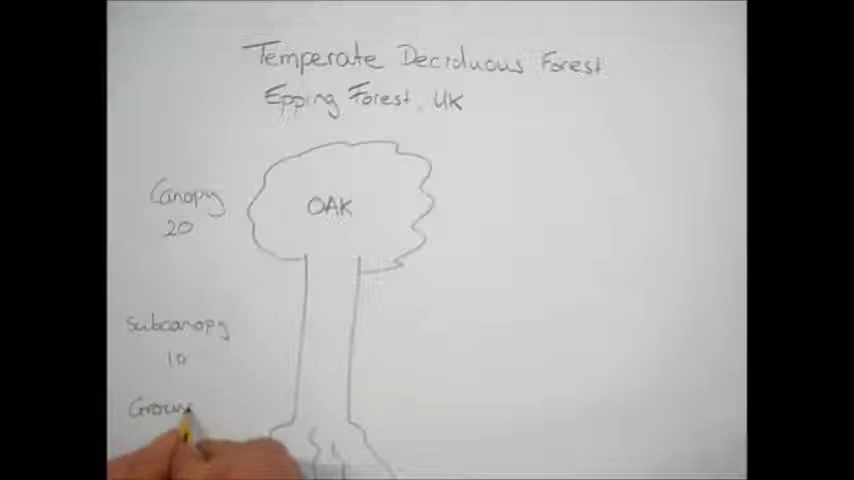 Temperate Deciduous Forest
Epping Forest, UK
OAK
Canopy
20
Subcanopy
10